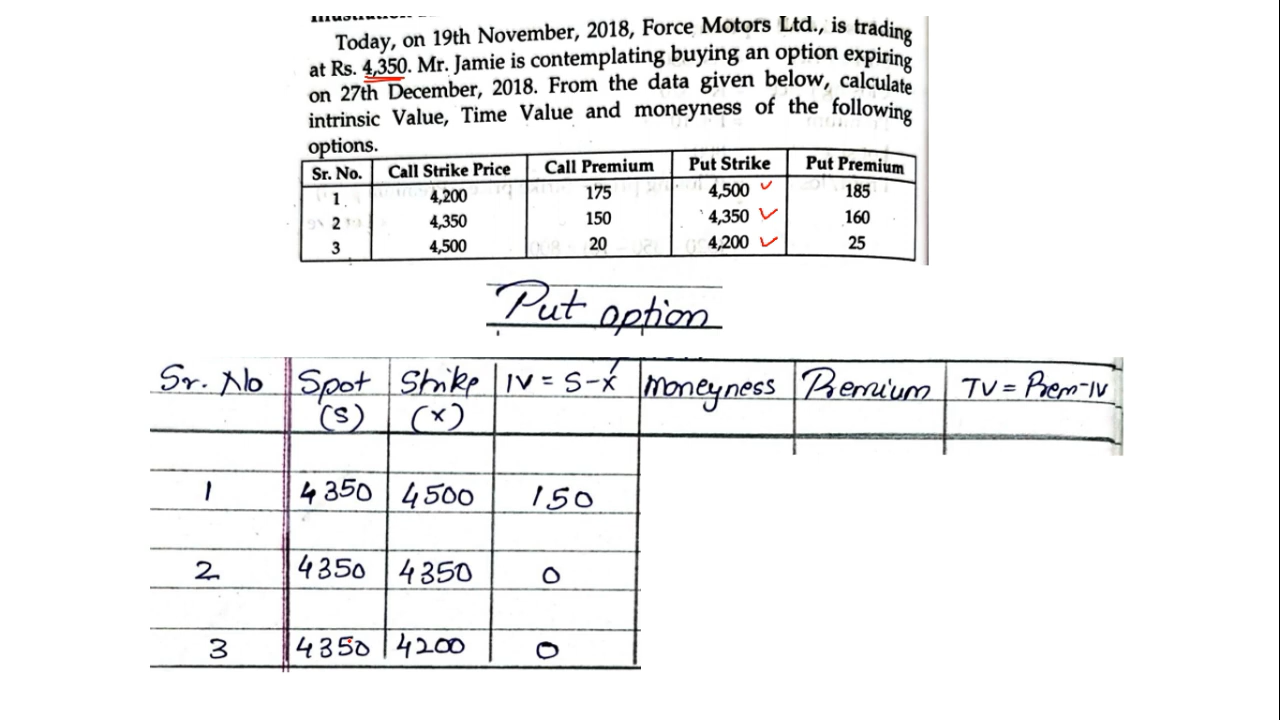 Today, on 19th November, 2018, Force Motors Ltd., is trading
at Rs. 4,350. Mr. Jamie is contemplating buying an option expiring
on 27th December, 2018. From the data given below, calculate
intrinsic Value, Time Value and moneyness of the following
options.
Sr. No. Call Strike Price Call Premium Put Strike Put Premium
1 4,200 175 4,500 185
2 4,350 150 4,350 160
3 4,500 20 4,200 25
Put option
Sr. No Spot (S) Strike (x) IV = S-x Moneyness Premium TV = Prem-IV
1 4350 4500 150
2 4350 4350 0
3 4350 4200 0